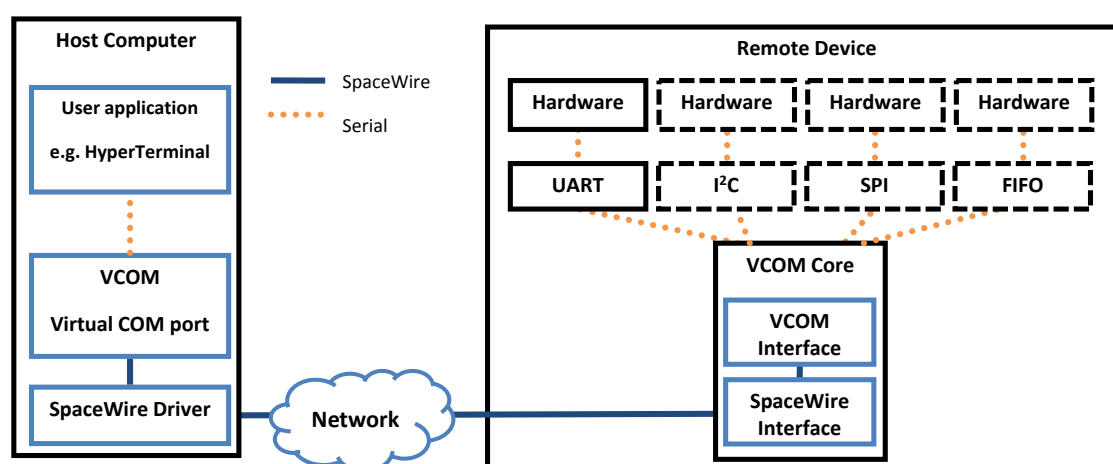 Host Computer
User application
e.g. HyperTerminal
VCOM
Virtual COM port
SpaceWire Driver
SpaceWire
Serial
Network
Remote Device
Hardware Hardware Hardware Hardware
UART I²C SPI FIFO
VCOM Core
VCOM
Interface
SpaceWire
Interface